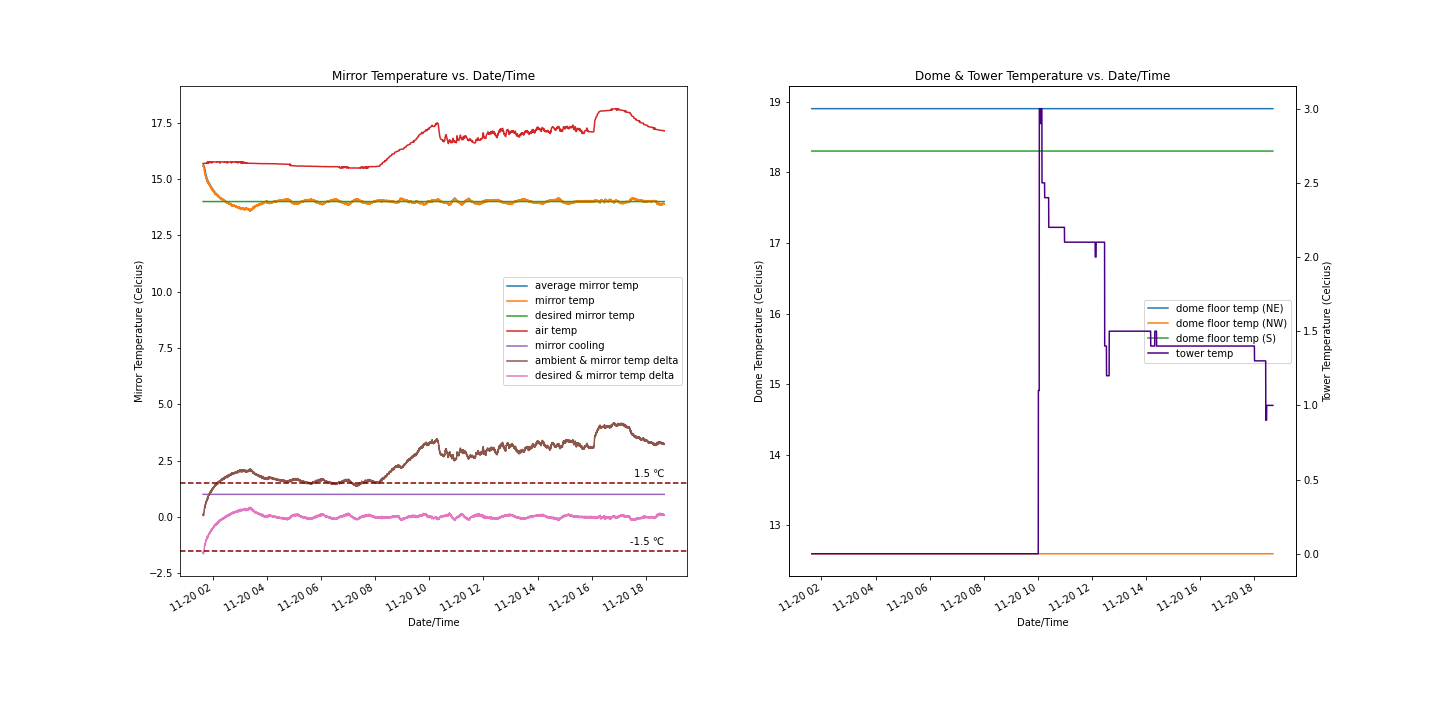 Mirror Temperature vs. Date/Time
17.5
15.0
12.5
10.0
7.5
5.0
2.5
0.0
−2.5
Mirror Temperature (Celcius)
average mirror temp
mirror temp
desired mirror temp
air temp
mirror cooling
ambient & mirror temp delta
desired & mirror temp delta
1.5 °C
-1.5 °C
11-20 02
11-20 04
11-20 06
11-20 08
11-20 10
11-20 12
11-20 14
11-20 16
11-20 18
Date/Time
Dome & Tower Temperature vs. Date/Time
19
18
17
16
15
14
13
Dome Temperature (Celcius)
dome floor temp (NE)
dome floor temp (NW)
dome floor temp (S)
tower temp
3.0
2.5
2.0
1.5
1.0
0.5
0.0
Tower Temperature (Celcius)
11-20 02
11-20 04
11-20 06
11-20 08
11-20 10
11-20 12
11-20 14
11-20 16
11-20 18
Date/Time